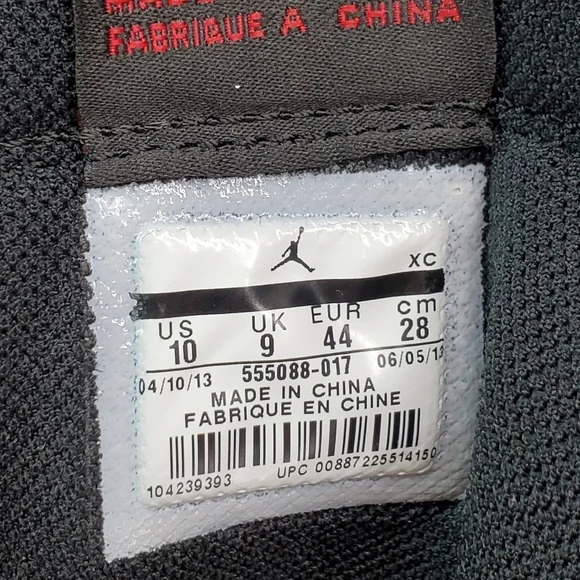 FABRIQUE A CHINA
XC
US UK EUR cm
10 9 44 28
04/10/13 555088-017 06/05/13
MADE IN CHINA
FABRIQUE EN CHINE
104239393 UPC 00887225514150